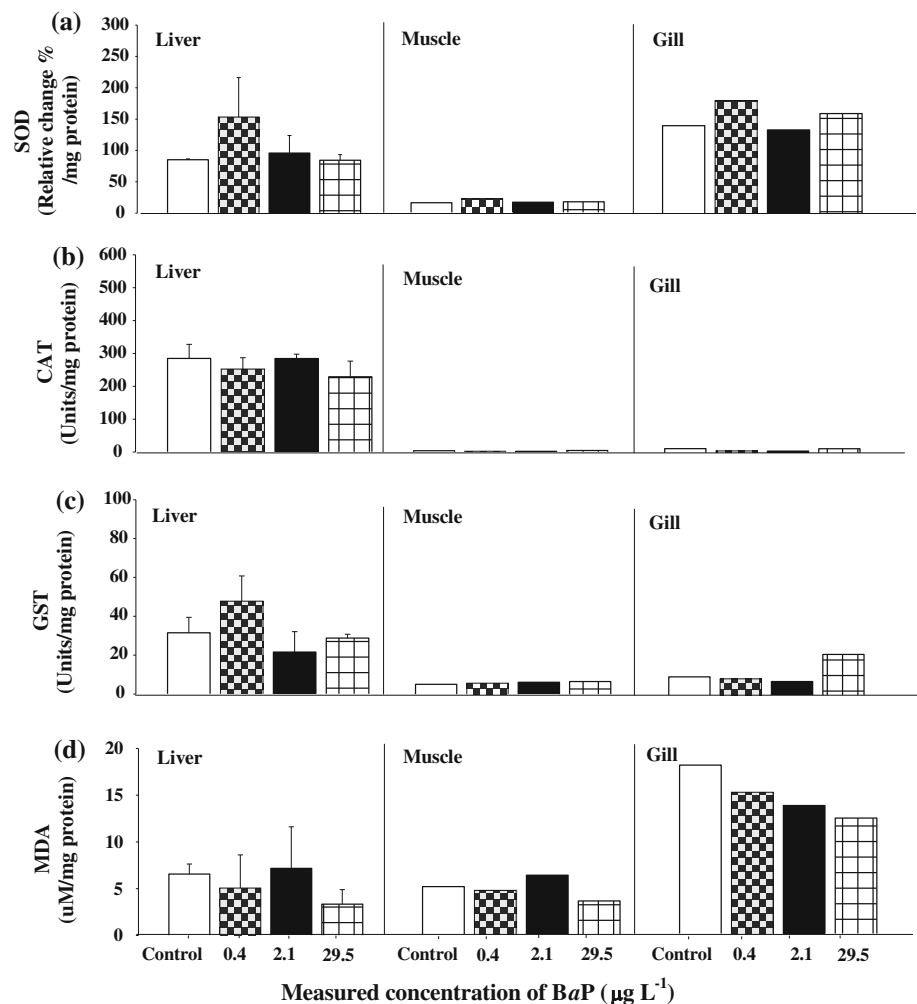 (a)
SOD
(Relative change %
/mg protein)
300
250
200
150
100
50
0
Liver
Muscle
Gill
(b)
CAT
(Units/mg protein)
600
500
400
300
200
100
0
Liver
Muscle
Gill
(c)
GST
(Units/mg protein)
100
80
60
40
20
0
Liver
Muscle
Gill
(d)
MDA
(uM/mg protein)
20
15
10
5
0
Liver
Muscle
Gill
Control 0.4 2.1 29.5 Control 0.4 2.1 29.5 Control 0.4 2.1 29.5
Measured concentration of BaP ( μg L⁻¹)